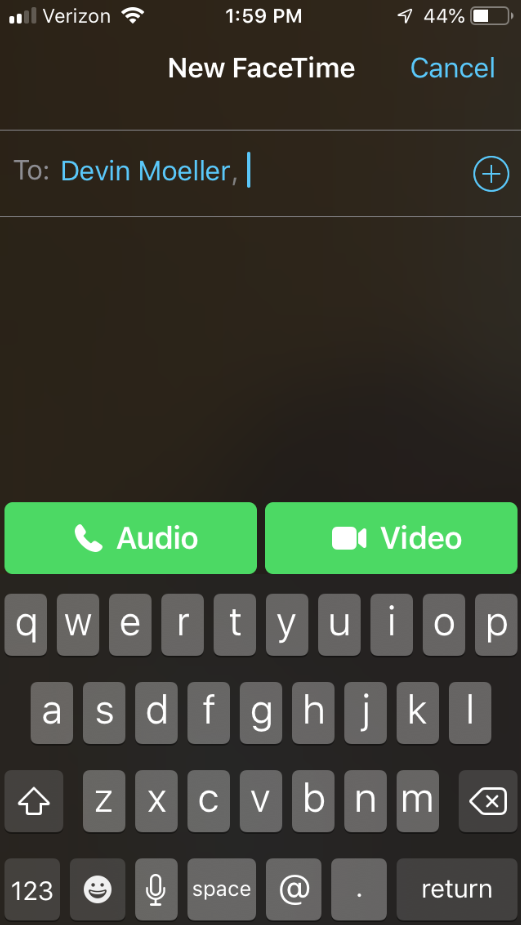 Verizon 1:59 PM 44%
New FaceTime Cancel
To: Devin Moeller,
Audio Video
q w e r t y u i o p
a s d f g h j k l
z x c v b n m
123 space @ . return